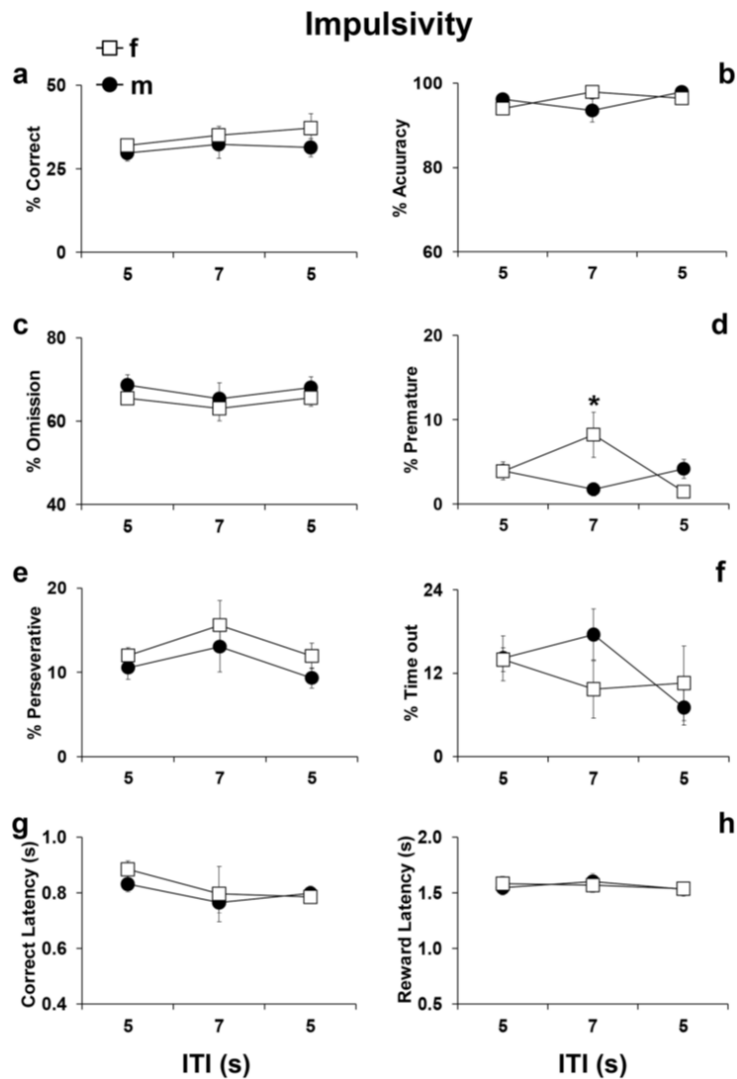 Impulsivity
f
m
a
% Correct
50
25
0
5 7 5
b
% Acuuracy
100
80
60
5 7 5
c
% Omission
80
60
40
5 7 5
d
% Premature
20
10
0
*
5 7 5
e
% Perseverative
20
10
0
5 7 5
f
% Time out
24
12
0
5 7 5
g
Correct Latency (s)
1.0
0.8
0.6
0.4
5 7 5
ITI (s)
h
Reward Latency (s)
2.0
1.5
1.0
0.5
5 7 5
ITI (s)